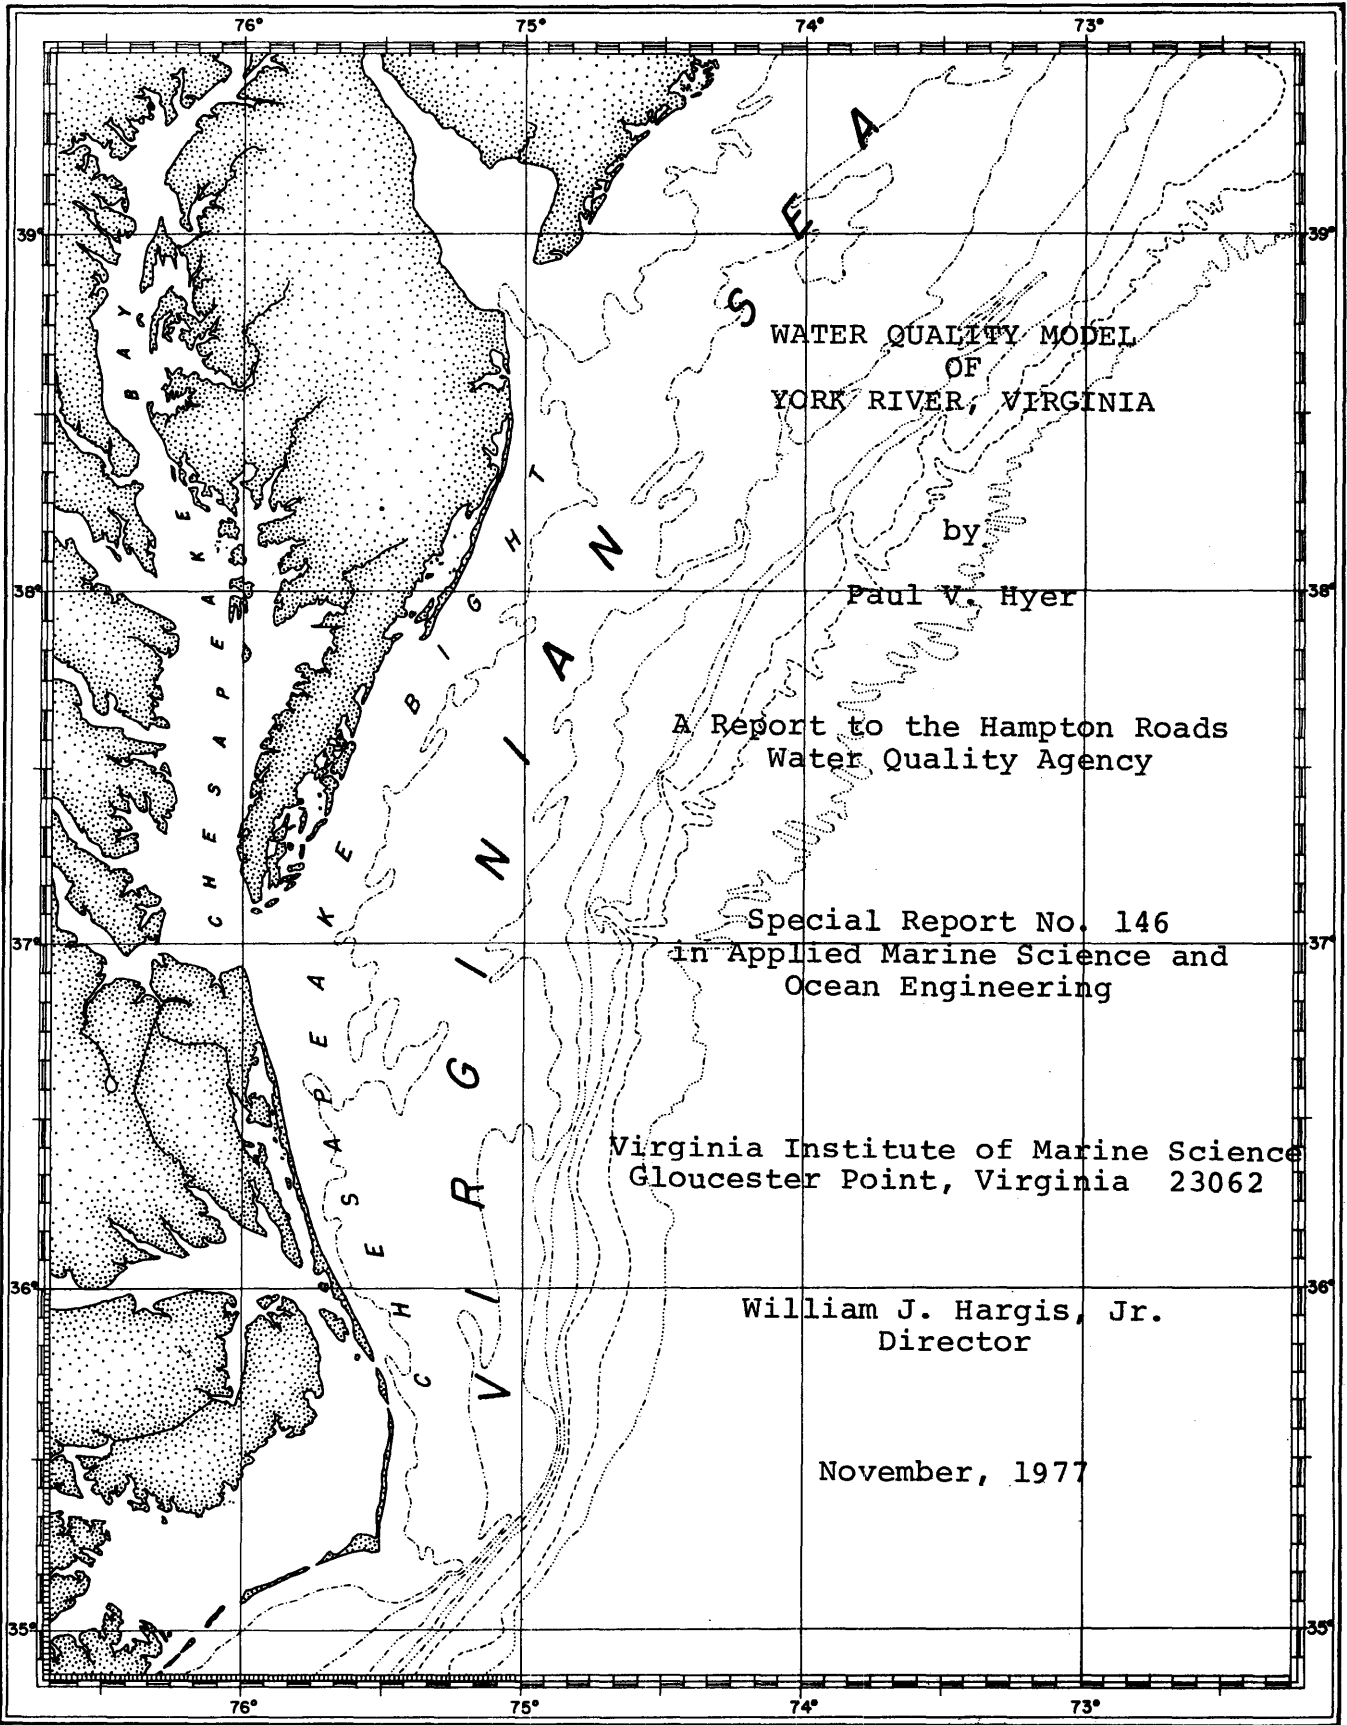 76° 75° 74° 73°
VIRGINIAN SEA
CHESAPEAKE BAY
CHESAPEAKE BIGHT
39° 39°
WATER QUALITY MODEL
OF
YORK RIVER, VIRGINIA
by
38° 38°
Paul V. Hyer
A Report to the Hampton Roads
Water Quality Agency
Special Report No. 146
37° 37°
in Applied Marine Science and
Ocean Engineering
Virginia Institute of Marine Science
Gloucester Point, Virginia 23062
36° 36°
William J. Hargis, Jr.
Director
November, 1977
35° 35°
76° 75° 74° 73°